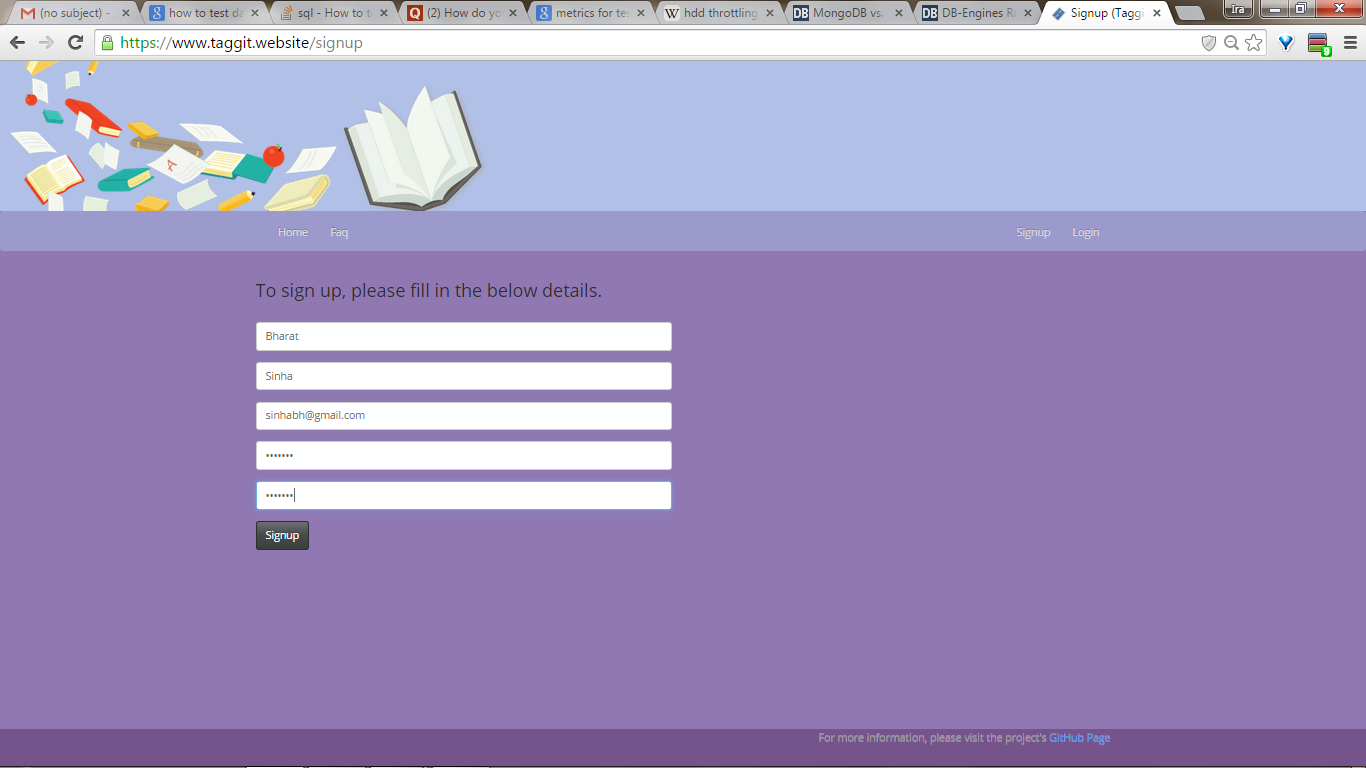 (no subject) -
how to test da
sql - How to t
(2) How do yo
metrics for tes
hdd throttling
MongoDB vs.
DB-Engines Ra
Signup (Taggi
Ira
https://www.taggit.website/signup
9
A
Home Faq Signup Login
To sign up, please fill in the below details.
Bharat
Sinha
sinhabh@gmail.com
•••••••
•••••••
Signup
For more information, please visit the project's GitHub Page